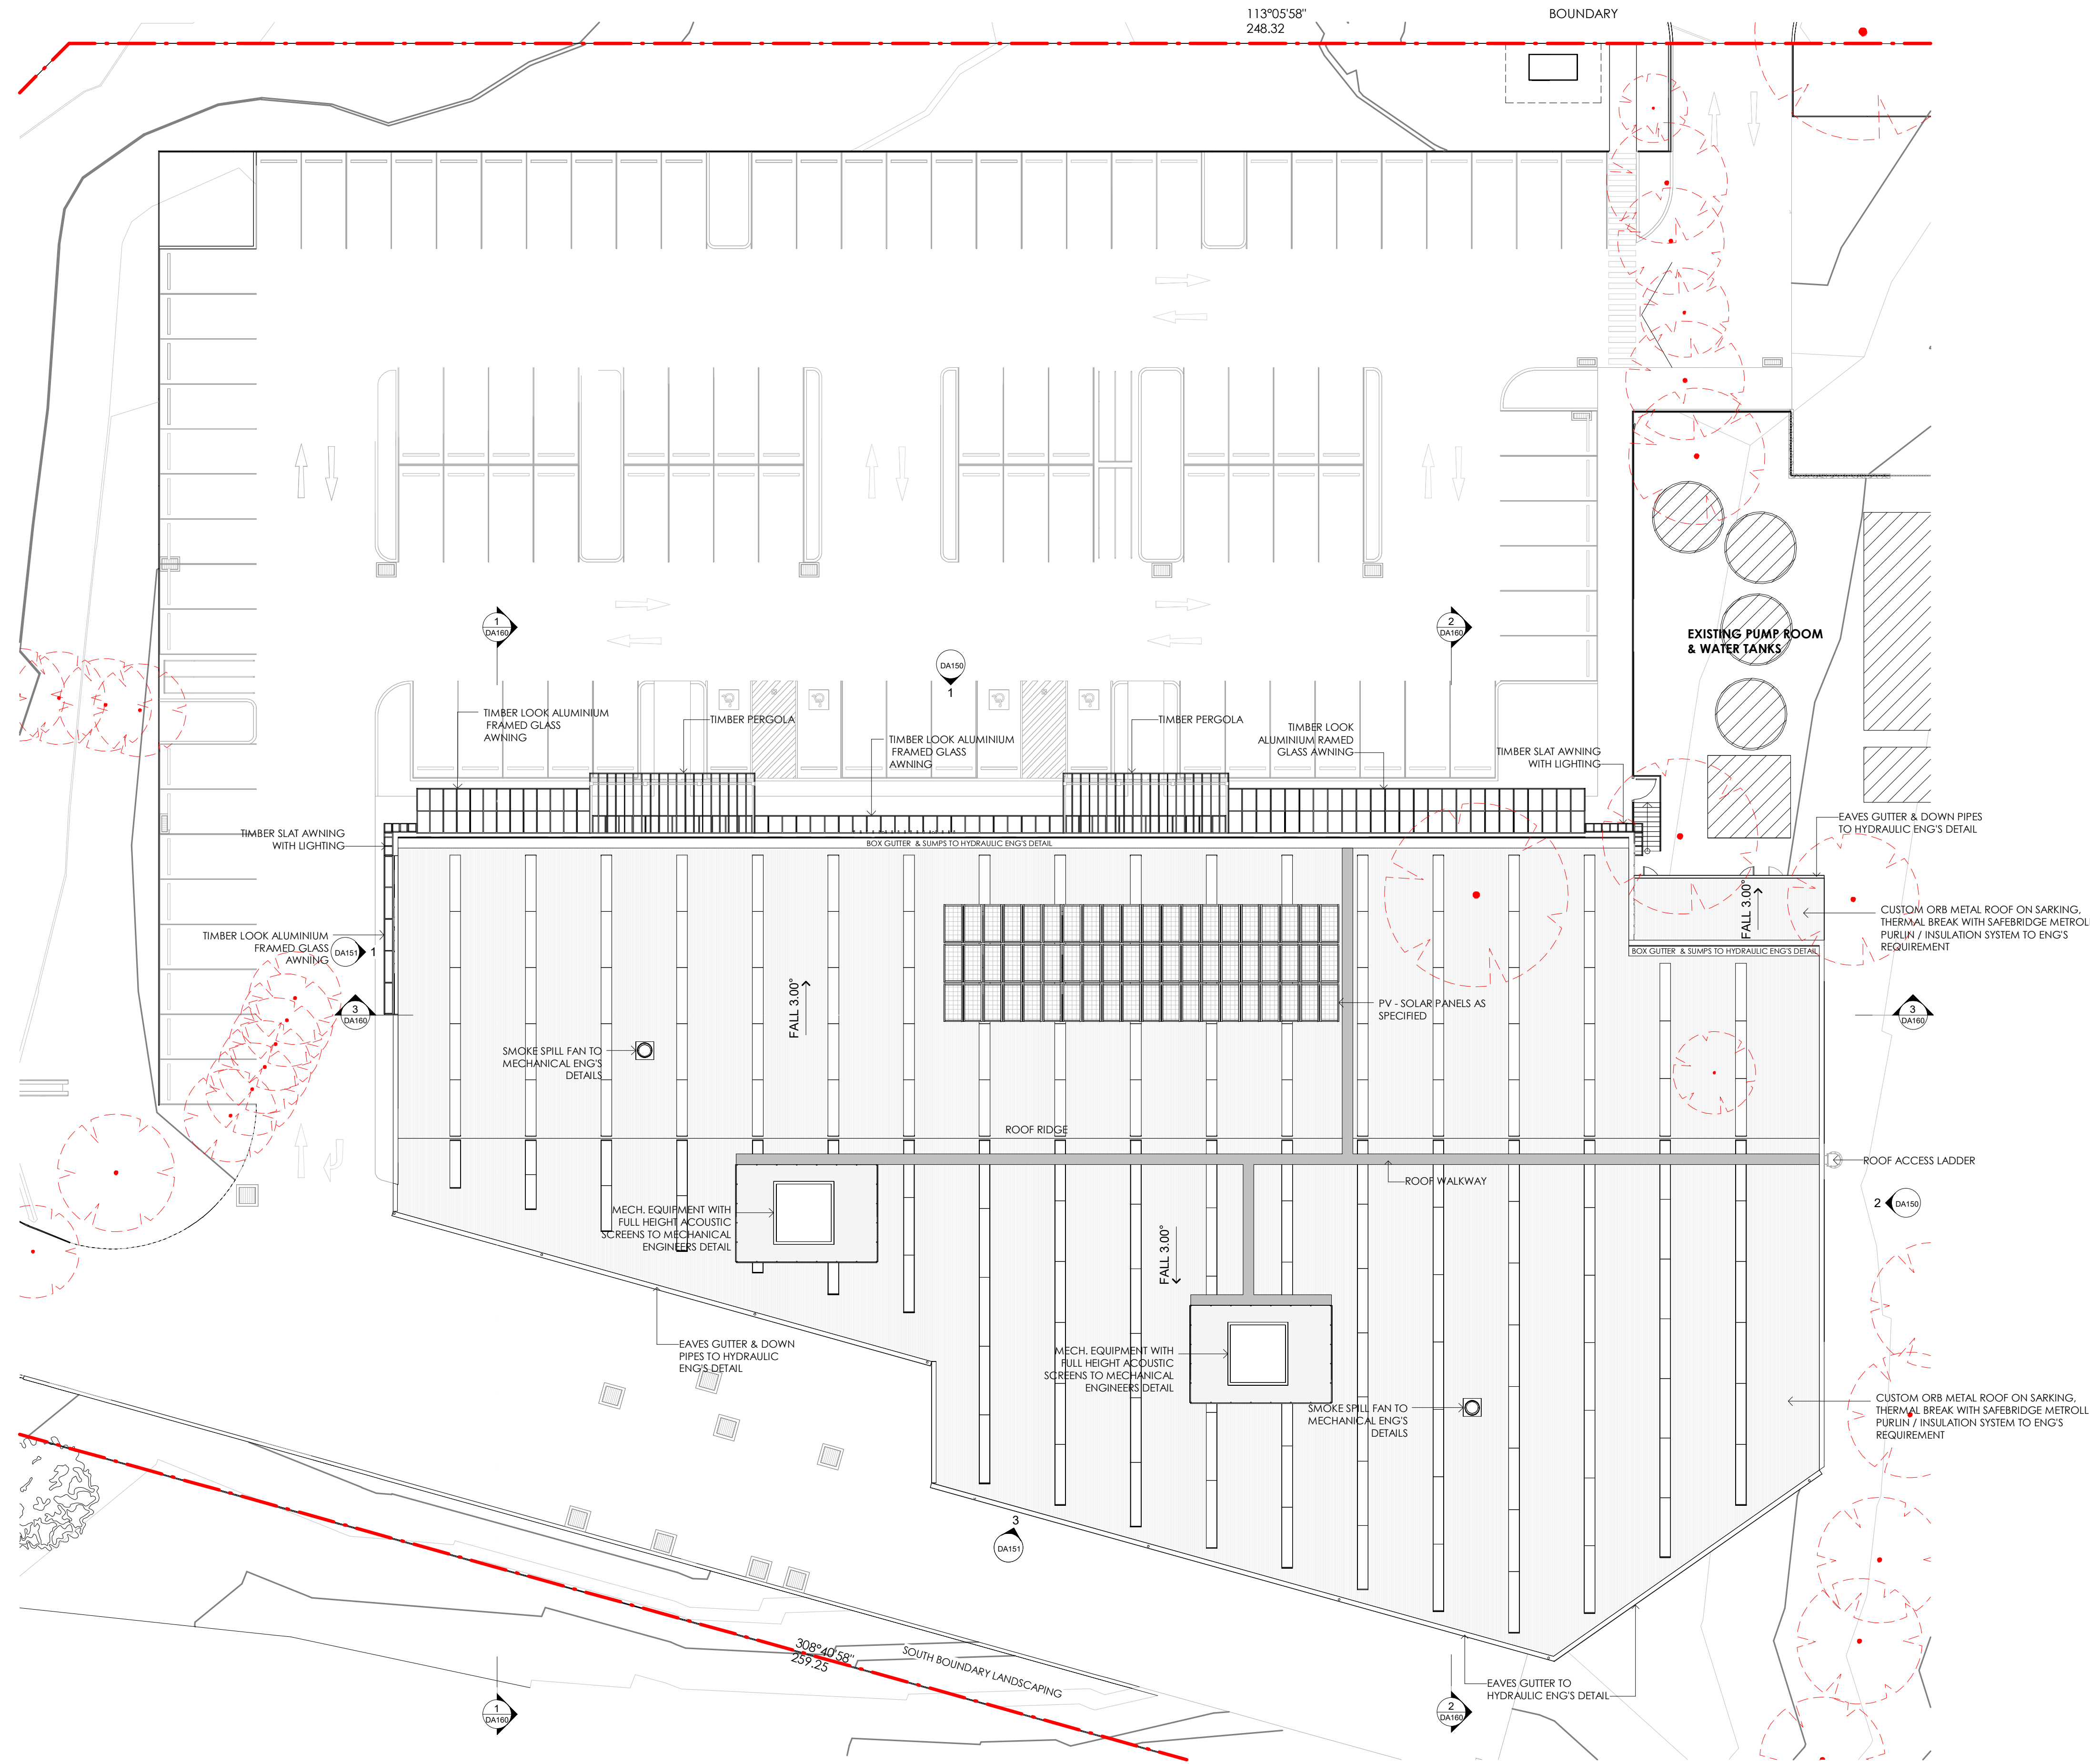 113°05'58"
248.32
BOUNDARY
1
DA160
2
DA160
EXISTING PUMP ROOM
& WATER TANKS
DA150
1
TIMBER LOOK ALUMINIUM
FRAMED GLASS
AWNING
TIMBER PERGOLA
TIMBER LOOK ALUMINIUM
FRAMED GLASS
AWNING
TIMBER PERGOLA
TIMBER LOOK
ALUMINIUM RAMED
GLASS AWNING
TIMBER SLAT AWNING
WITH LIGHTING
TIMBER SLAT AWNING
WITH LIGHTING
BOX GUTTER & SUMPS TO HYDRAULIC ENG'S DETAIL
EAVES GUTTER & DOWN PIPES
TO HYDRAULIC ENG'S DETAIL
FALL 3.00°
CUSTOM ORB METAL ROOF ON SARKING,
THERMAL BREAK WITH SAFEBRIDGE METROLL
PURLIN / INSULATION SYSTEM TO ENG'S
REQUIREMENT
BOX GUTTER & SUMPS TO HYDRAULIC ENG'S DETAIL
TIMBER LOOK ALUMINIUM
FRAMED GLASS
AWNING
DA151
1
3
DA160
FALL 3.00°
PV - SOLAR PANELS AS
SPECIFIED
3
DA160
SMOKE SPILL FAN TO
MECHANICAL ENG'S
DETAILS
ROOF RIDGE
ROOF ACCESS LADDER
ROOF WALKWAY
2
DA150
MECH. EQUIPMENT WITH
FULL HEIGHT ACOUSTIC
SCREENS TO MECHANICAL
ENGINEERS DETAIL
FALL 3.00°
EAVES GUTTER & DOWN
PIPES TO HYDRAULIC
ENG'S DETAIL
MECH. EQUIPMENT WITH
FULL HEIGHT ACOUSTIC
SCREENS TO MECHANICAL
ENGINEERS DETAIL
SMOKE SPILL FAN TO
MECHANICAL ENG'S
DETAILS
CUSTOM ORB METAL ROOF ON SARKING,
THERMAL BREAK WITH SAFEBRIDGE METROLL
PURLIN / INSULATION SYSTEM TO ENG'S
REQUIREMENT
3
DA151
308°40'58"
259.25
SOUTH BOUNDARY LANDSCAPING
EAVES GUTTER TO
HYDRAULIC ENG'S DETAIL
1
DA160
2
DA160